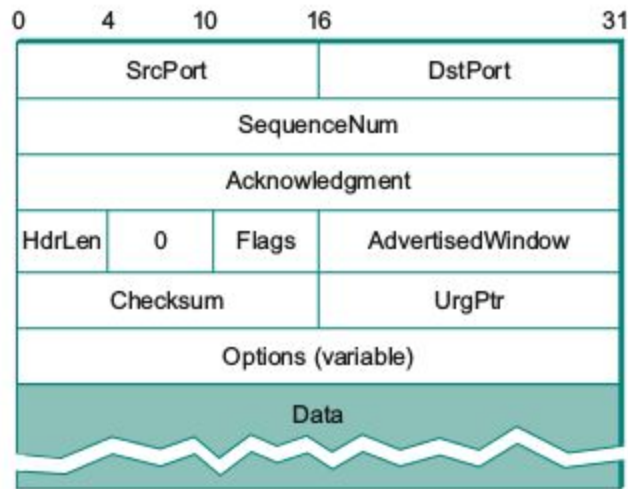 0 4 10 16 31
SrcPort DstPort
SequenceNum
Acknowledgment
HdrLen 0 Flags AdvertisedWindow
Checksum UrgPtr
Options (variable)
Data